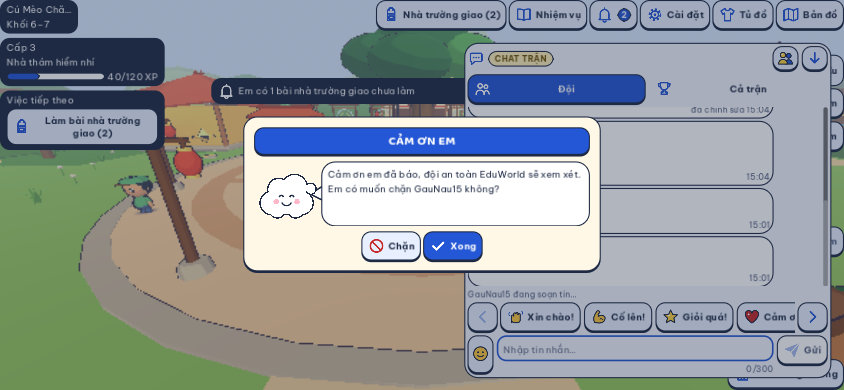 Cú Mèo Chă...
Khối 6-7
Cấp 3
Nhà thám hiểm nhí
40/120 XP
Việc tiếp theo
Làm bài nhà trường
giao (2)
Nhà trường giao (2)
Nhiệm vụ
2
Cài đặt
Tủ đồ
Bản đồ
Em có 1 bài nhà trường giao chưa làm
CHAT TRẬN
Đội
Cả trận
đã chỉnh sửa 15:04
15:04
15:01
15:01
CẢM ƠN EM
Cảm ơn em đã báo, đội an toàn EduWorld sẽ xem xét.
Em có muốn chặn GauNau15 không?
Chặn
Xong
GauNau15 đang soạn tin...
Xin chào!
Cố lên!
Giỏi quá!
Cảm ơ
Nhập tin nhắn...
Gửi
0/300